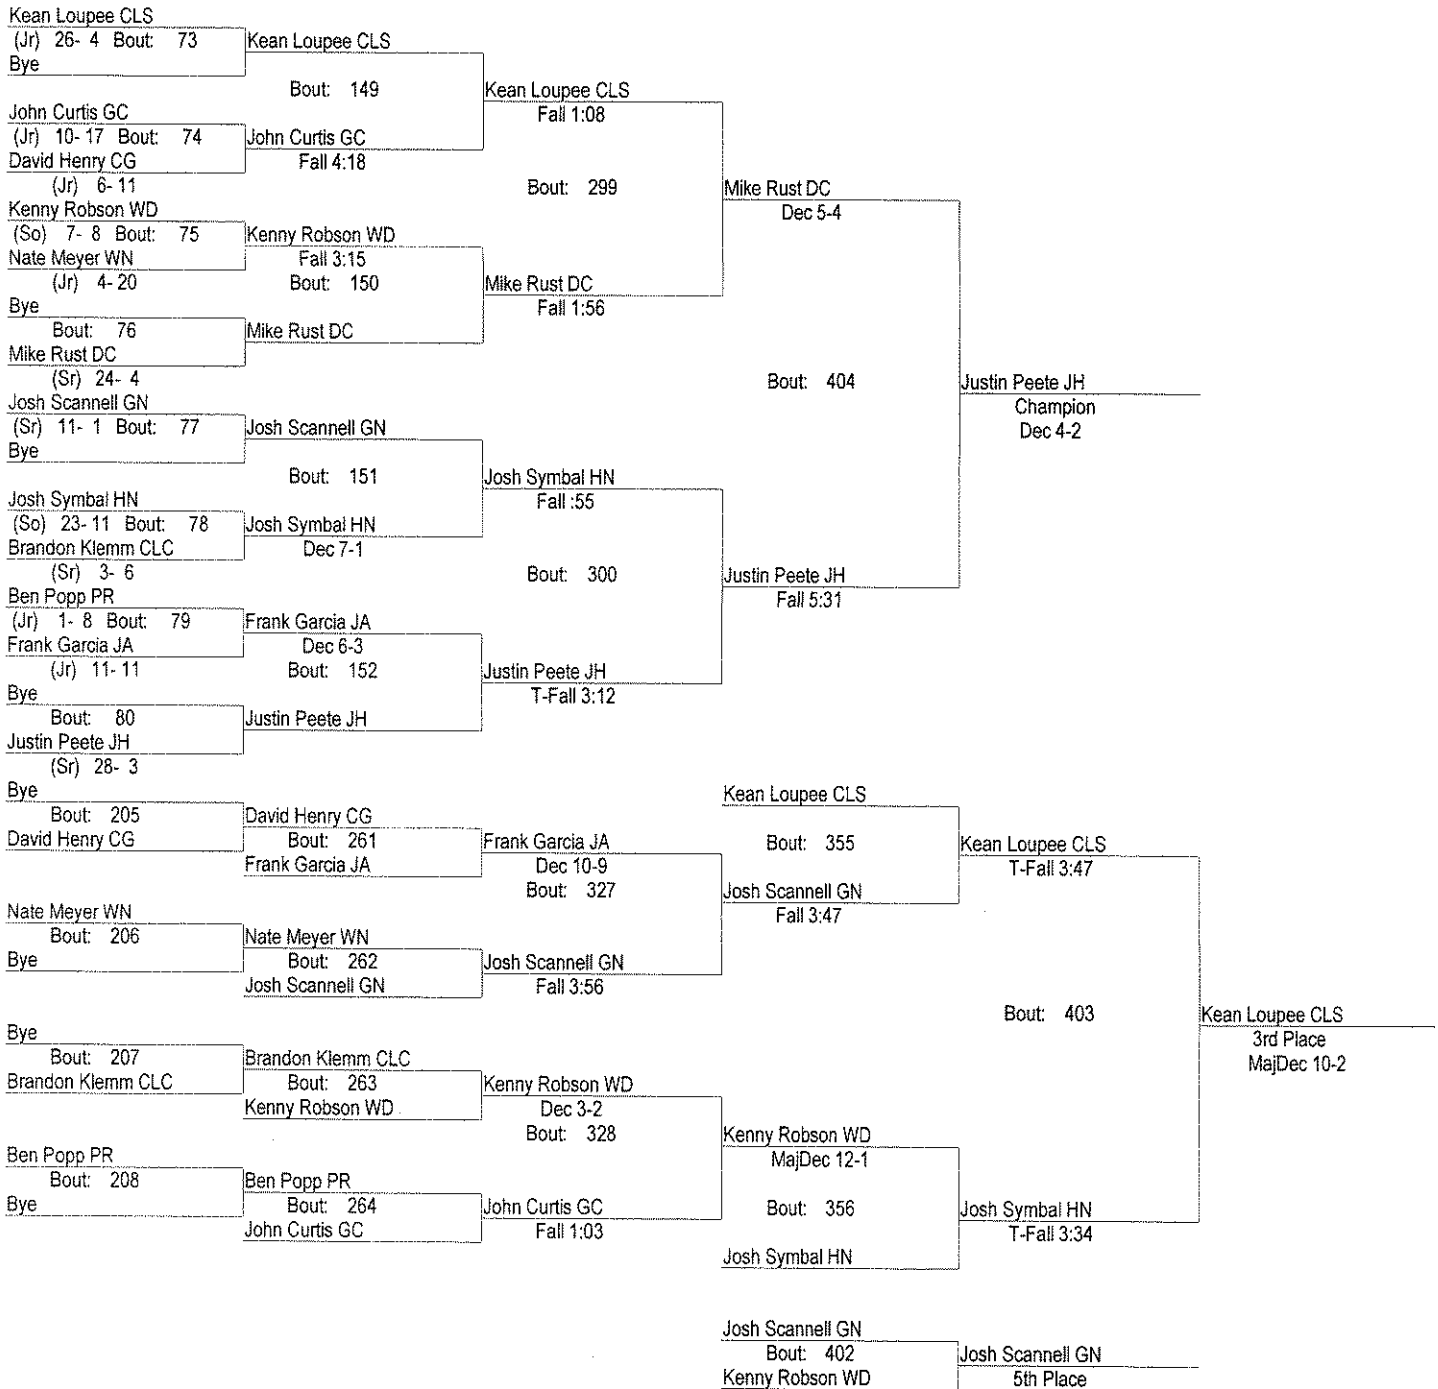 Kean Loupee CLS
(Jr) 26- 4 Bout: 73
Kean Loupee CLS
Bye
Bout: 149
Kean Loupee CLS
Fall 1:08
John Curtis GC
(Jr) 10- 17 Bout: 74
John Curtis GC
David Henry CG
Fall 4:18
(Jr) 6- 11
Bout: 299
Mike Rust DC
Dec 5-4
Kenny Robson WD
(So) 7- 8 Bout: 75
Kenny Robson WD
Nate Meyer WN
Fall 3:15
(Jr) 4- 20
Bout: 150
Mike Rust DC
Fall 1:56
Bye
Bout: 76
Mike Rust DC
Mike Rust DC
(Sr) 24- 4
Bout: 404
Justin Peete JH
Champion
Dec 4-2
Josh Scannell GN
(Sr) 11- 1 Bout: 77
Josh Scannell GN
Bye
Bout: 151
Josh Symbal HN
Fall :55
Josh Symbal HN
(So) 23- 11 Bout: 78
Josh Symbal HN
Brandon Klemm CLC
Dec 7-1
(Sr) 3- 6
Bout: 300
Justin Peete JH
Fall 5:31
Ben Popp PR
(Jr) 1- 8 Bout: 79
Frank Garcia JA
Frank Garcia JA
Dec 6-3
(Jr) 11- 11
Bout: 152
Justin Peete JH
T-Fall 3:12
Bye
Bout: 80
Justin Peete JH
Justin Peete JH
(Sr) 28- 3
Bye
Bout: 205
David Henry CG
David Henry CG
Bout: 261
Frank Garcia JA
Frank Garcia JA
Dec 10-9
Bout: 327
Kean Loupee CLS
Bout: 355
Kean Loupee CLS
T-Fall 3:47
Josh Scannell GN
Fall 3:47
Nate Meyer WN
Bout: 206
Nate Meyer WN
Bye
Bout: 262
Josh Scannell GN
Josh Scannell GN
Fall 3:56
Bout: 403
Kean Loupee CLS
3rd Place
MajDec 10-2
Bye
Bout: 207
Brandon Klemm CLC
Brandon Klemm CLC
Bout: 263
Kenny Robson WD
Kenny Robson WD
Dec 3-2
Bout: 328
Kenny Robson WD
MajDec 12-1
Ben Popp PR
Bout: 208
Ben Popp PR
Bye
Bout: 264
John Curtis GC
John Curtis GC
Fall 1:03
Bout: 356
Josh Symbal HN
T-Fall 3:34
Josh Symbal HN
Josh Scannell GN
Bout: 402
Josh Scannell GN
Kenny Robson WD
5th Place